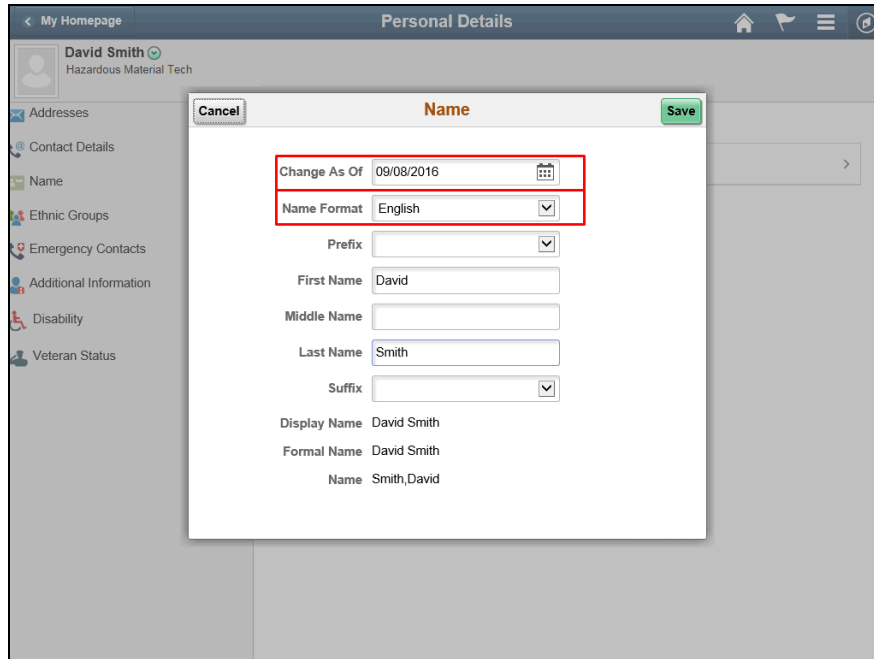 My Homepage
Personal Details
David Smith
Hazardous Material Tech
Addresses
Contact Details
Name
Ethnic Groups
Emergency Contacts
Additional Information
Disability
Veteran Status
Cancel
Name
Save
Change As Of 09/08/2016
Name Format English
Prefix
First Name David
Middle Name
Last Name Smith
Suffix
Display Name David Smith
Formal Name David Smith
Name Smith,David